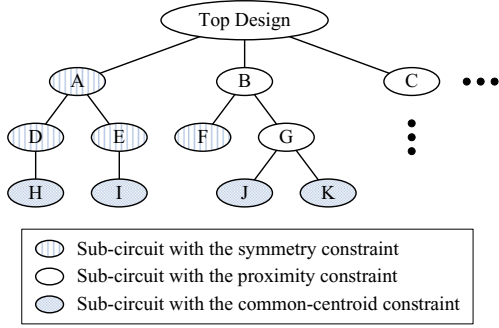 Top Design
A
B
C
D
E
F
G
H
I
J
K
Sub-circuit with the symmetry constraint
Sub-circuit with the proximity constraint
Sub-circuit with the common-centroid constraint